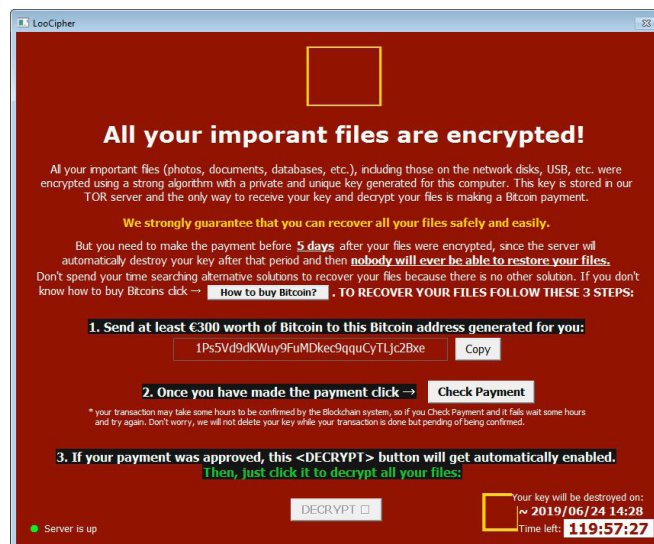 LooCipher
All your imporant files are encrypted!
All your important files (photos, documents, databases, etc.), including those on the network disks, USB, etc. were
encrypted using a strong algorithm with a private and unique key generated for this computer. This key is stored in our
TOR server and the only way to receive your key and decrypt your files is making a Bitcoin payment.
We strongly guarantee that you can recover all your files safely and easily.
But you need to make the payment before 5 days after your files were encrypted, since the server will
automatically destroy your key after that period and then nobody will ever be able to restore your files.
Don't spend your time searching alternative solutions to recover your files because there is no other solution. If you don't
know how to buy Bitcoins click → How to buy Bitcoin? . TO RECOVER YOUR FILES FOLLOW THESE 3 STEPS:
1. Send at least €300 worth of Bitcoin to this Bitcoin address generated for you:
1Ps5Vd9dKWuy9FuMDkec9qquCyTLjc2Bxe Copy
2. Once you have made the payment click → Check Payment
* your transaction may take some hours to be confirmed by the Blockchain system, so if you Check Payment and it fails wait some hours
and try again. Don't worry, we will not delete your key while your transaction is done but pending of being confirmed.
3. If your payment was approved, this <DECRYPT> button will get automatically enabled.
Then, just click it to decrypt all your files:
DECRYPT
Your key will be destroyed on:
~ 2019/06/24 14:28
Server is up
Time left: 119:57:27